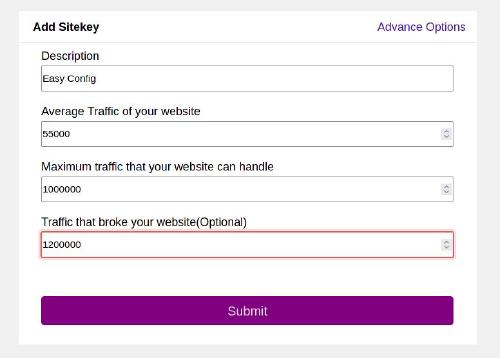 Add Sitekey
Advance Options
Description
Easy Config
Average Traffic of your website
55000
Maximum traffic that your website can handle
1000000
Traffic that broke your website(Optional)
1200000
Submit